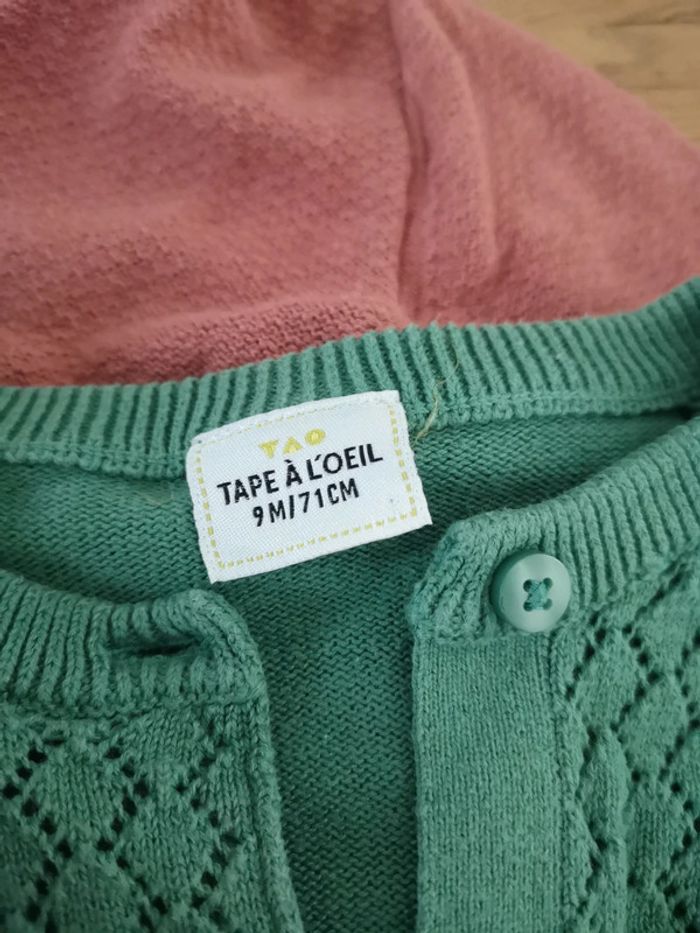 TAO
TAPE À L'OEIL
9M/71CM